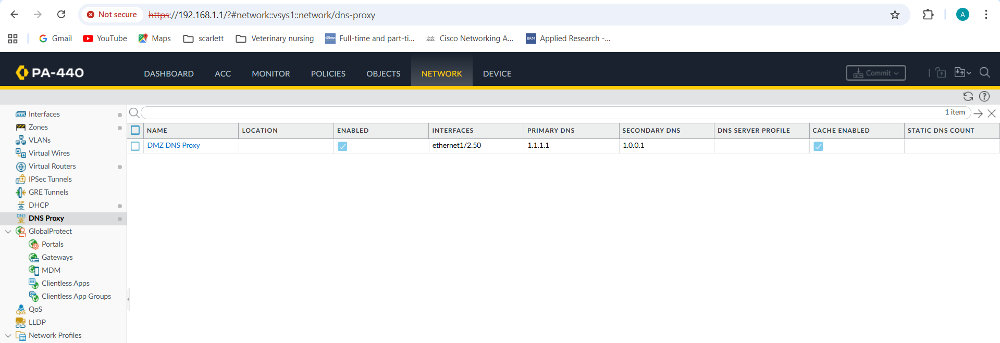 Not secure https://192.168.1.1/?#network::vsys1::network/dns-proxy A
Gmail YouTube Maps scarlett Veterinary nursing Full-time and part-ti... Cisco Networking A... BRM Applied Research -...
PA-440 DASHBOARD ACC MONITOR POLICIES OBJECTS NETWORK DEVICE Commit
Interfaces
1 item
Zones
NAME LOCATION ENABLED INTERFACES PRIMARY DNS SECONDARY DNS DNS SERVER PROFILE CACHE ENABLED STATIC DNS COUNT
VLANs
DMZ DNS Proxy ethernet1/2.50 1.1.1.1 1.0.0.1
Virtual Wires
Virtual Routers
IPSec Tunnels
GRE Tunnels
DHCP
DNS Proxy
GlobalProtect
Portals
Gateways
MDM
Clientless Apps
Clientless App Groups
QoS
LLDP
Network Profiles